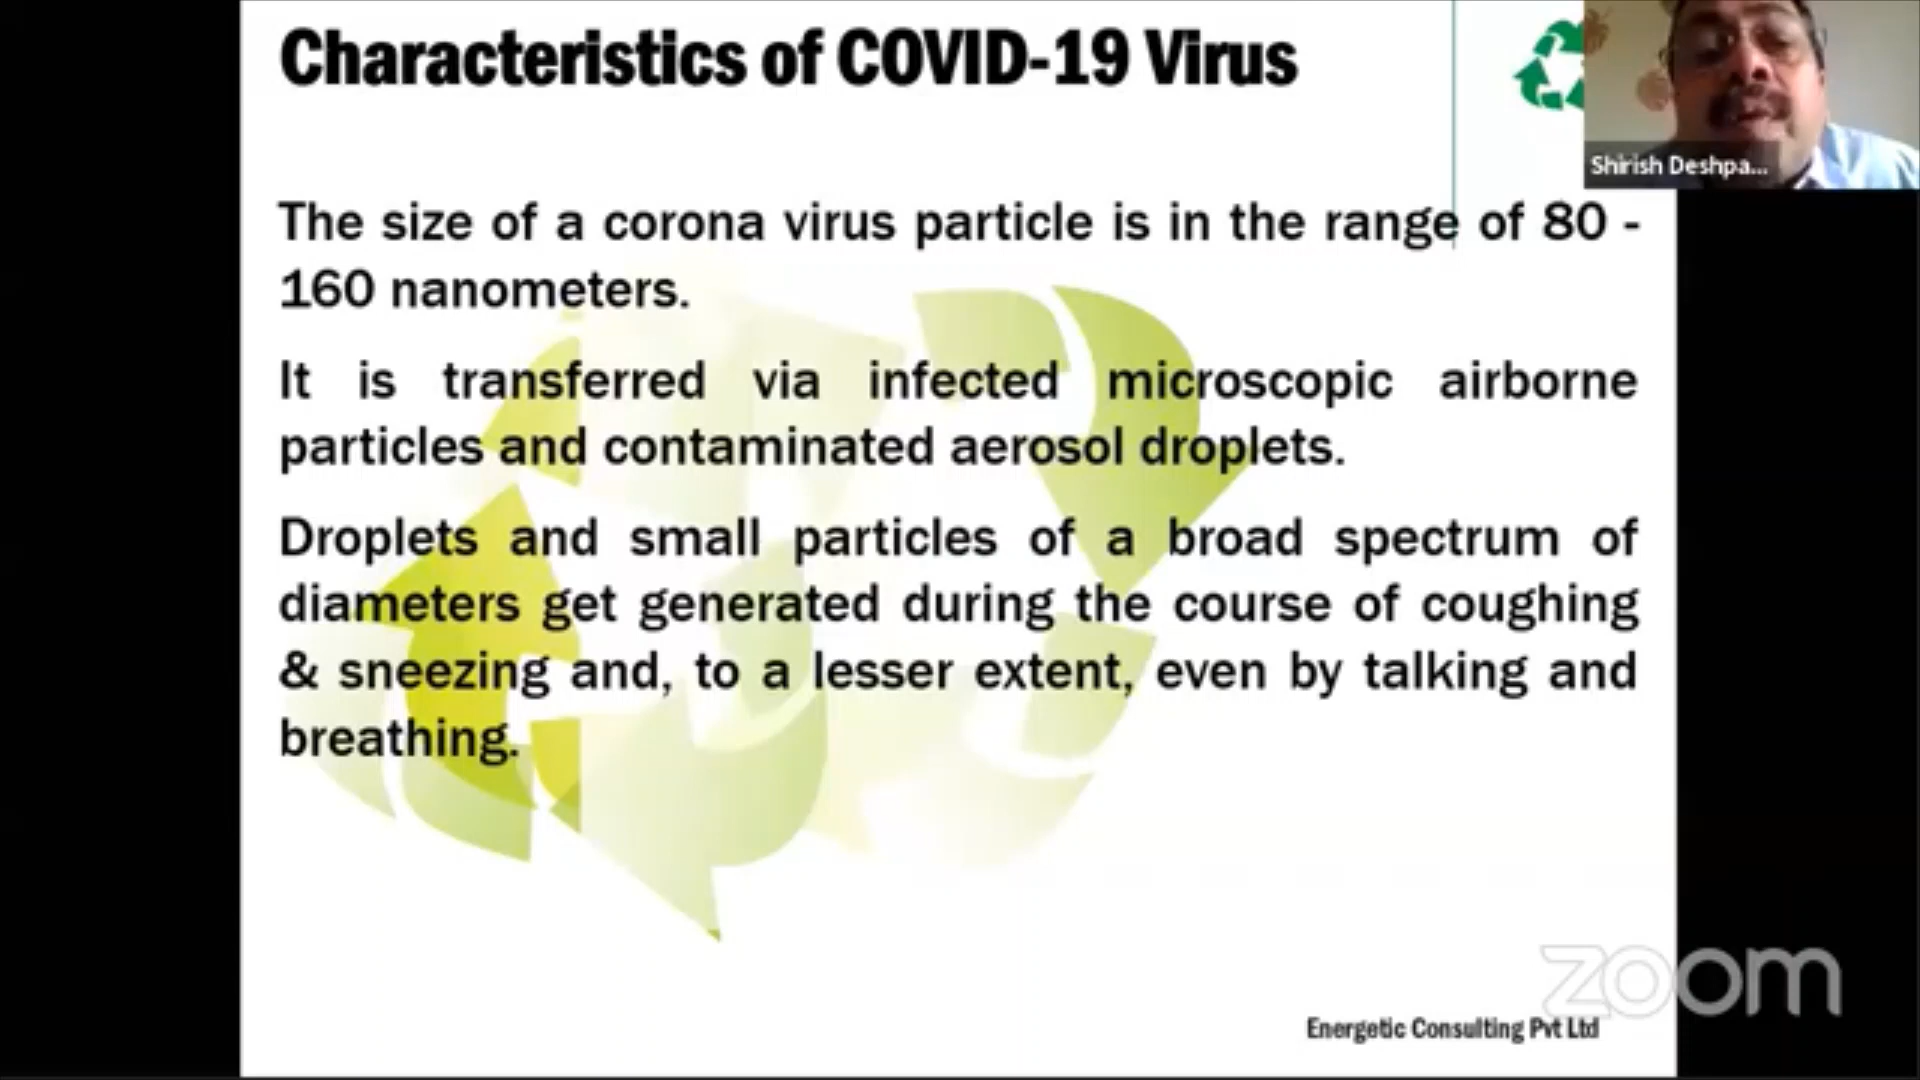 Characteristics of COVID-19 Virus
Shirish Deshpa...
The size of a corona virus particle is in the range of 80 -
160 nanometers.
It is transferred via infected microscopic airborne
particles and contaminated aerosol droplets.
Droplets and small particles of a broad spectrum of
diameters get generated during the course of coughing
& sneezing and, to a lesser extent, even by talking and
breathing.
zoom
Energetic Consulting Pvt Ltd